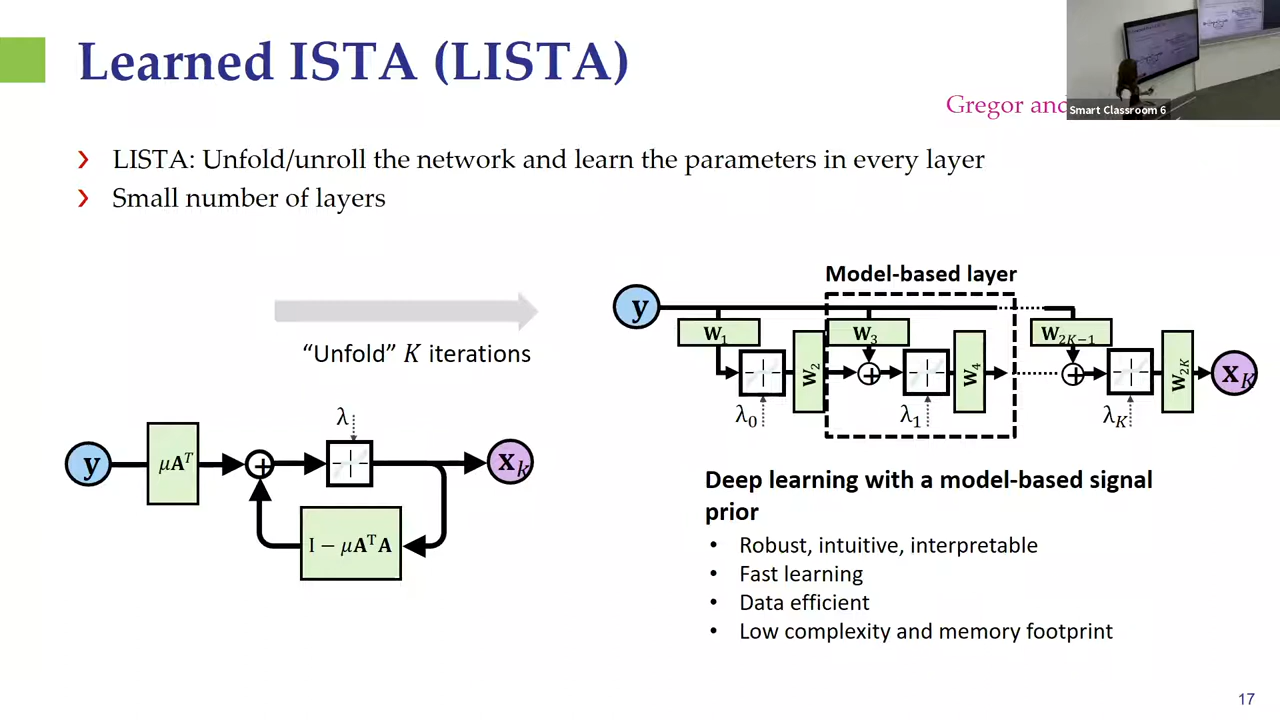 Learned ISTA (LISTA)
Gregor and
Smart Classroom 6
› LISTA: Unfold/unroll the network and learn the parameters in every layer
› Small number of layers
"Unfold" K iterations
Model-based layer
y
W₁
W₂
W₃
W₄
W₂ₖ₋₁
W₂ₖ
x_K
λ₀
λ₁
λ_K
y
μAᵀ
+
λ
x_k
I − μAᵀA
Deep learning with a model-based signal
prior
• Robust, intuitive, interpretable
• Fast learning
• Data efficient
• Low complexity and memory footprint
17